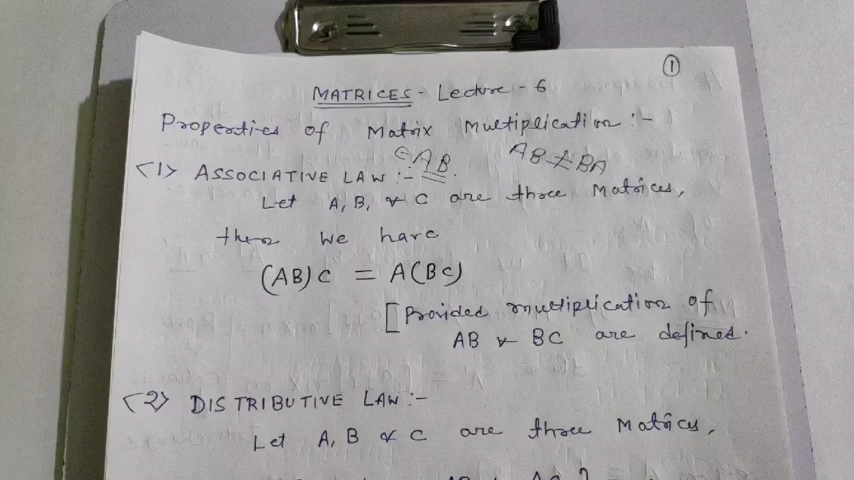 ①
MATRICES - Lecture - 6
Properties of Matrix Multiplication :-
AB AB ≠ BA
<1> ASSOCIATIVE LAW :-
Let A, B, & C are three Matrices,
then we have
(AB)C = A(BC)
[Provided multiplication of
AB & BC are defined.
<2> DISTRIBUTIVE LAW :-
Let A, B & C are three Matrices,